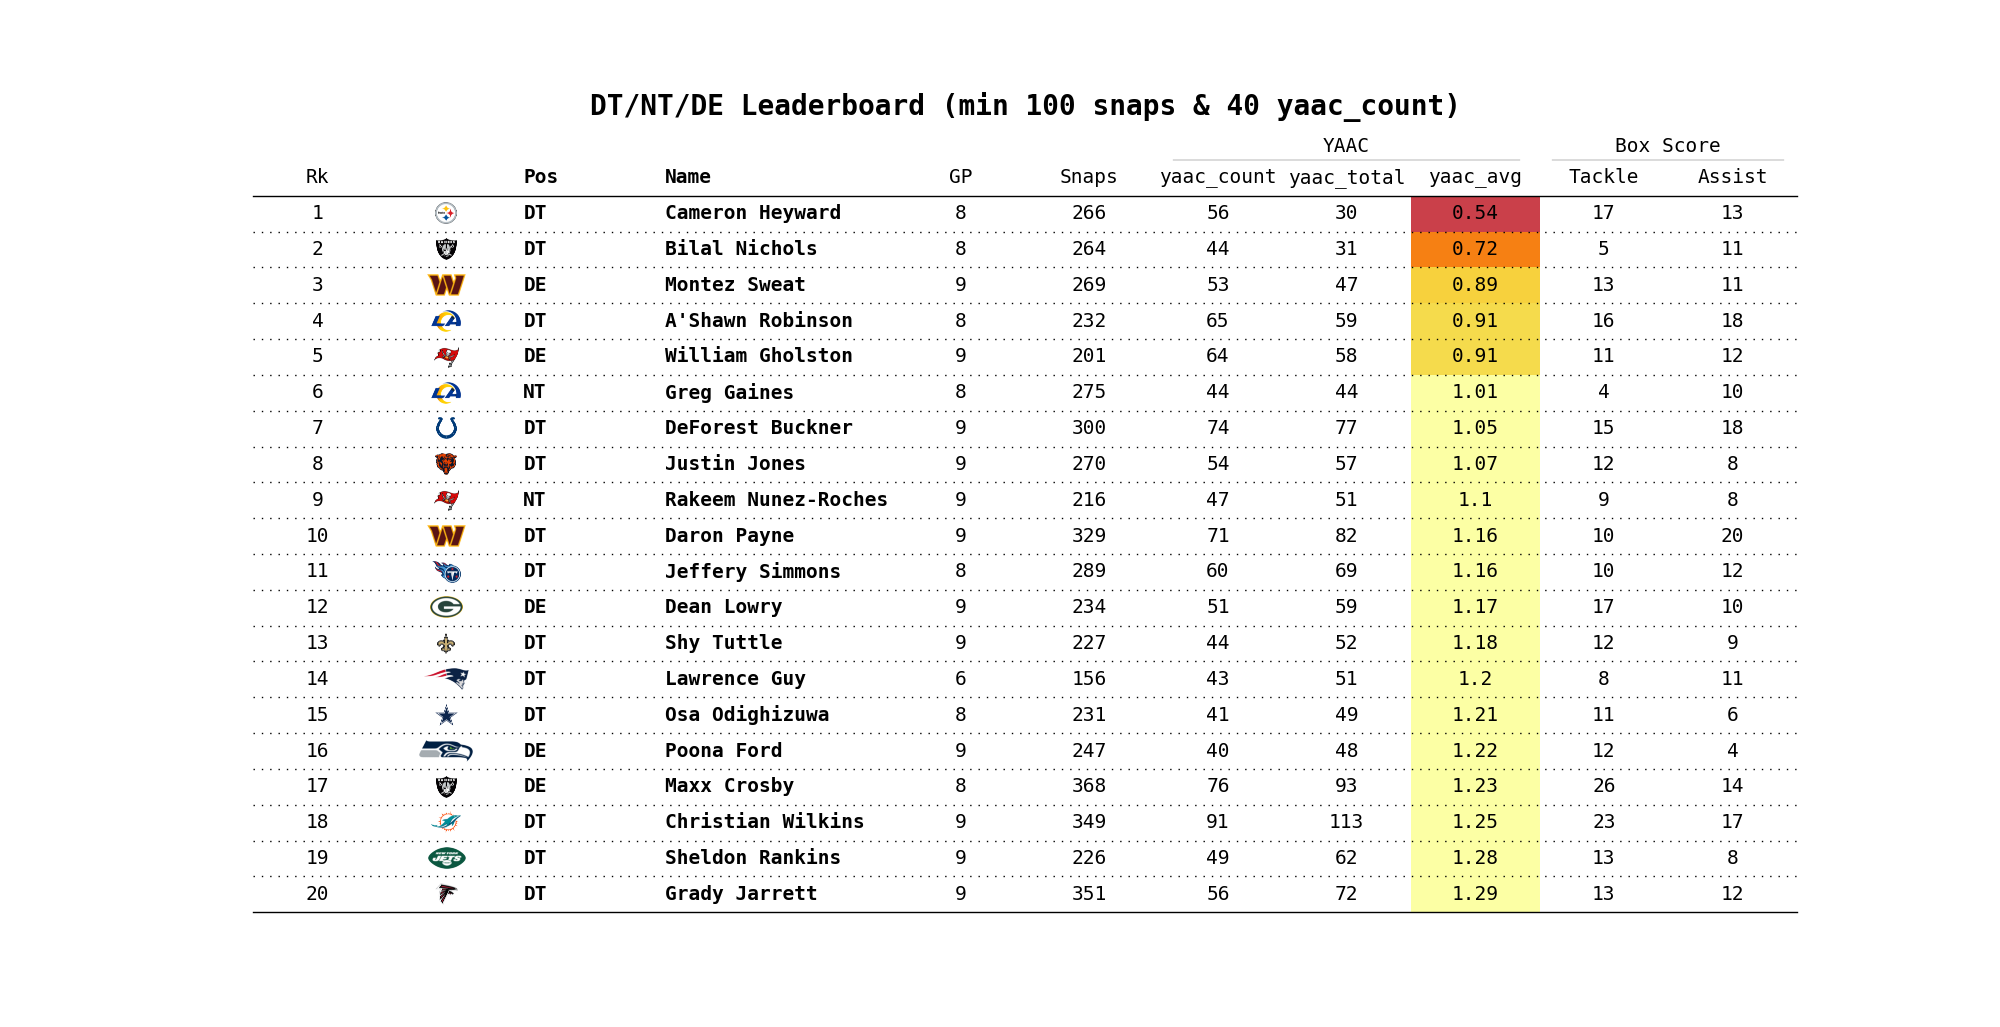 DT/NT/DE Leaderboard (min 100 snaps & 40 yaac_count)
YAAC Box Score
Rk Pos Name GP Snaps yaac_count yaac_total yaac_avg Tackle Assist
1 DT Cameron Heyward 8 266 56 30 0.54 17 13
2 DT Bilal Nichols 8 264 44 31 0.72 5 11
3 DE Montez Sweat 9 269 53 47 0.89 13 11
4 DT A'Shawn Robinson 8 232 65 59 0.91 16 18
5 DE William Gholston 9 201 64 58 0.91 11 12
6 NT Greg Gaines 8 275 44 44 1.01 4 10
7 DT DeForest Buckner 9 300 74 77 1.05 15 18
8 DT Justin Jones 9 270 54 57 1.07 12 8
9 NT Rakeem Nunez-Roches 9 216 47 51 1.1 9 8
10 DT Daron Payne 9 329 71 82 1.16 10 20
11 DT Jeffery Simmons 8 289 60 69 1.16 10 12
12 DE Dean Lowry 9 234 51 59 1.17 17 10
13 DT Shy Tuttle 9 227 44 52 1.18 12 9
14 DT Lawrence Guy 6 156 43 51 1.2 8 11
15 DT Osa Odighizuwa 8 231 41 49 1.21 11 6
16 DE Poona Ford 9 247 40 48 1.22 12 4
17 DE Maxx Crosby 8 368 76 93 1.23 26 14
18 DT Christian Wilkins 9 349 91 113 1.25 23 17
19 DT Sheldon Rankins 9 226 49 62 1.28 13 8
20 DT Grady Jarrett 9 351 56 72 1.29 13 12